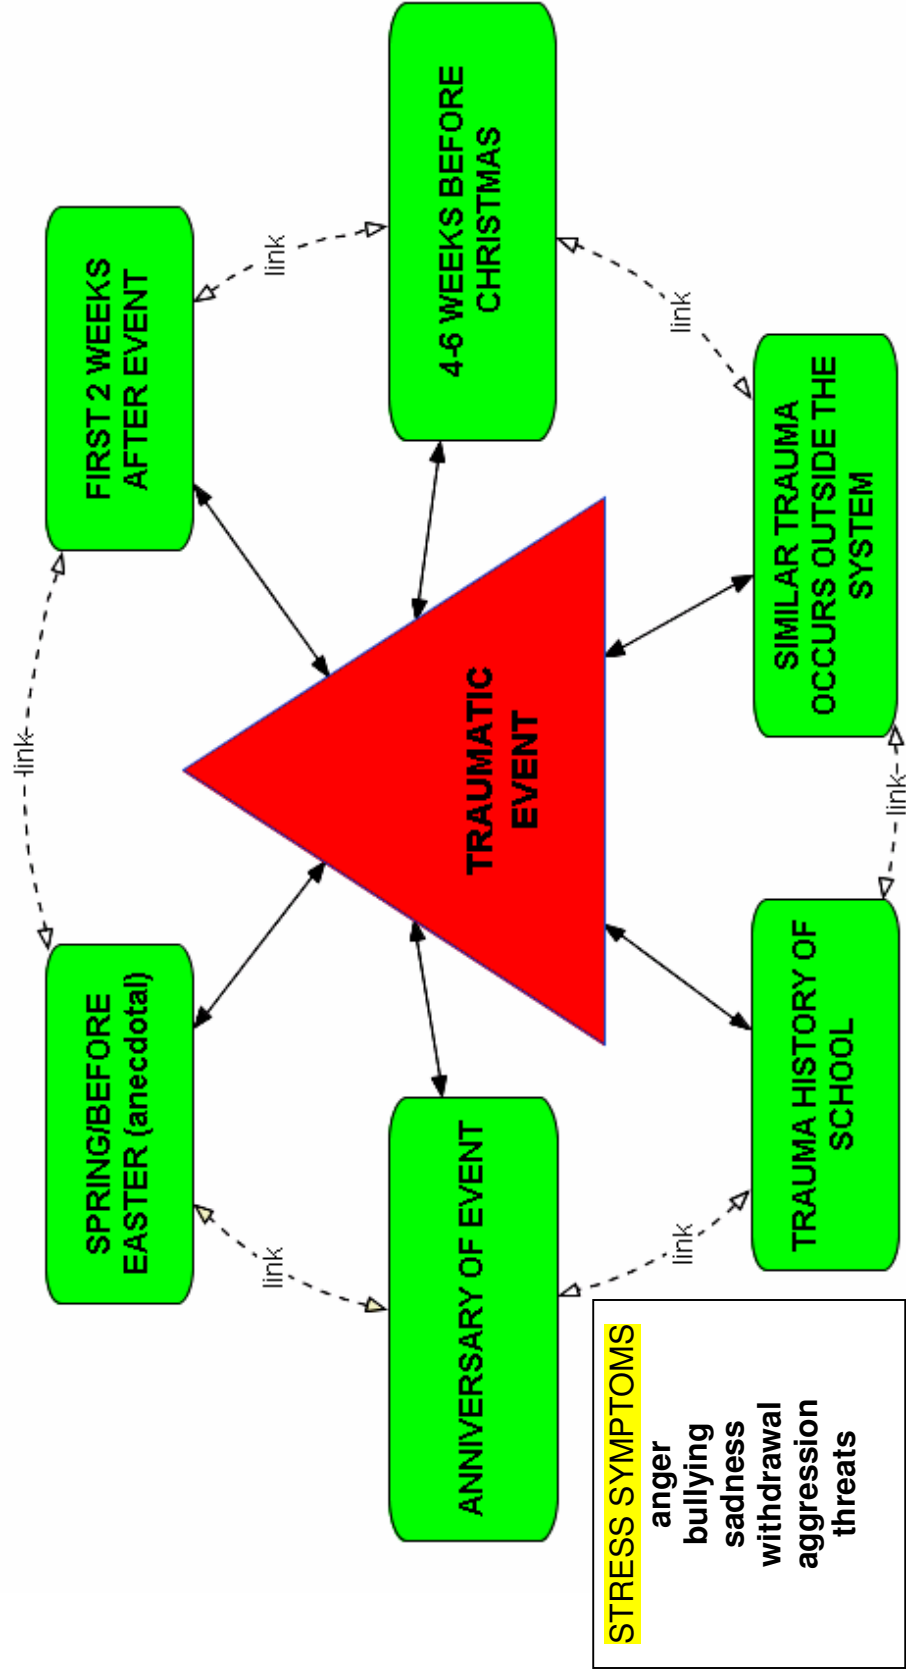 link
SPRING/BEFORE
EASTER (anecdotal)
FIRST 2 WEEKS
AFTER EVENT
link
link
ANNIVERSARY OF EVENT
TRAUMATIC
EVENT
4-6 WEEKS BEFORE
CHRISTMAS
link
link
STRESS SYMPTOMS
anger
bullying
sadness
withdrawal
aggression
threats
TRAUMA HISTORY OF
SCHOOL
SIMILAR TRAUMA
OCCURS OUTSIDE THE
SYSTEM
link